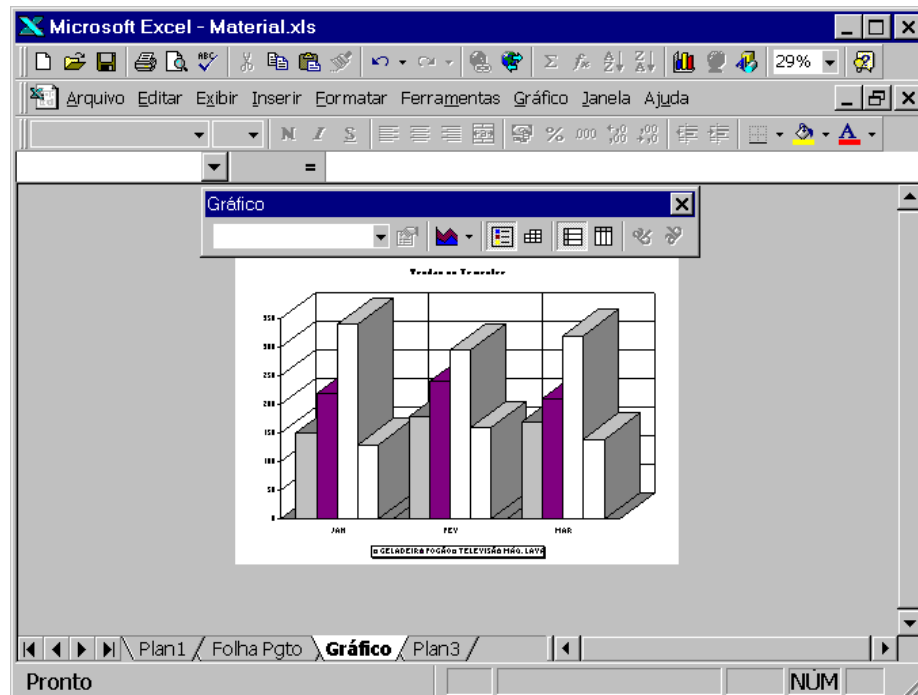 Microsoft Excel - Material.xls
ABC
29%
Arquivo Editar Exibir Inserir Formatar Ferramentas Gráfico Janela Ajuda
N I S % 000
=
Gráfico
350
300
250
200
150
100
50
0
JAN FEV MAR
GELADEIRA FOGÃO TELEVISÃO MÁQ. LAVA
Plan1 Folha Pgto Gráfico Plan3
Pronto NÚM